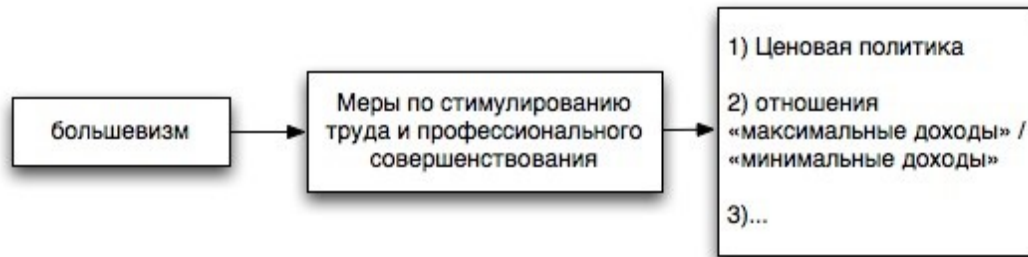 большевизм
Меры по стимулированию
труда и профессионального
совершенствования
1) Ценовая политика
2) отношения
«максимальные доходы» /
«минимальные доходы»
3)...